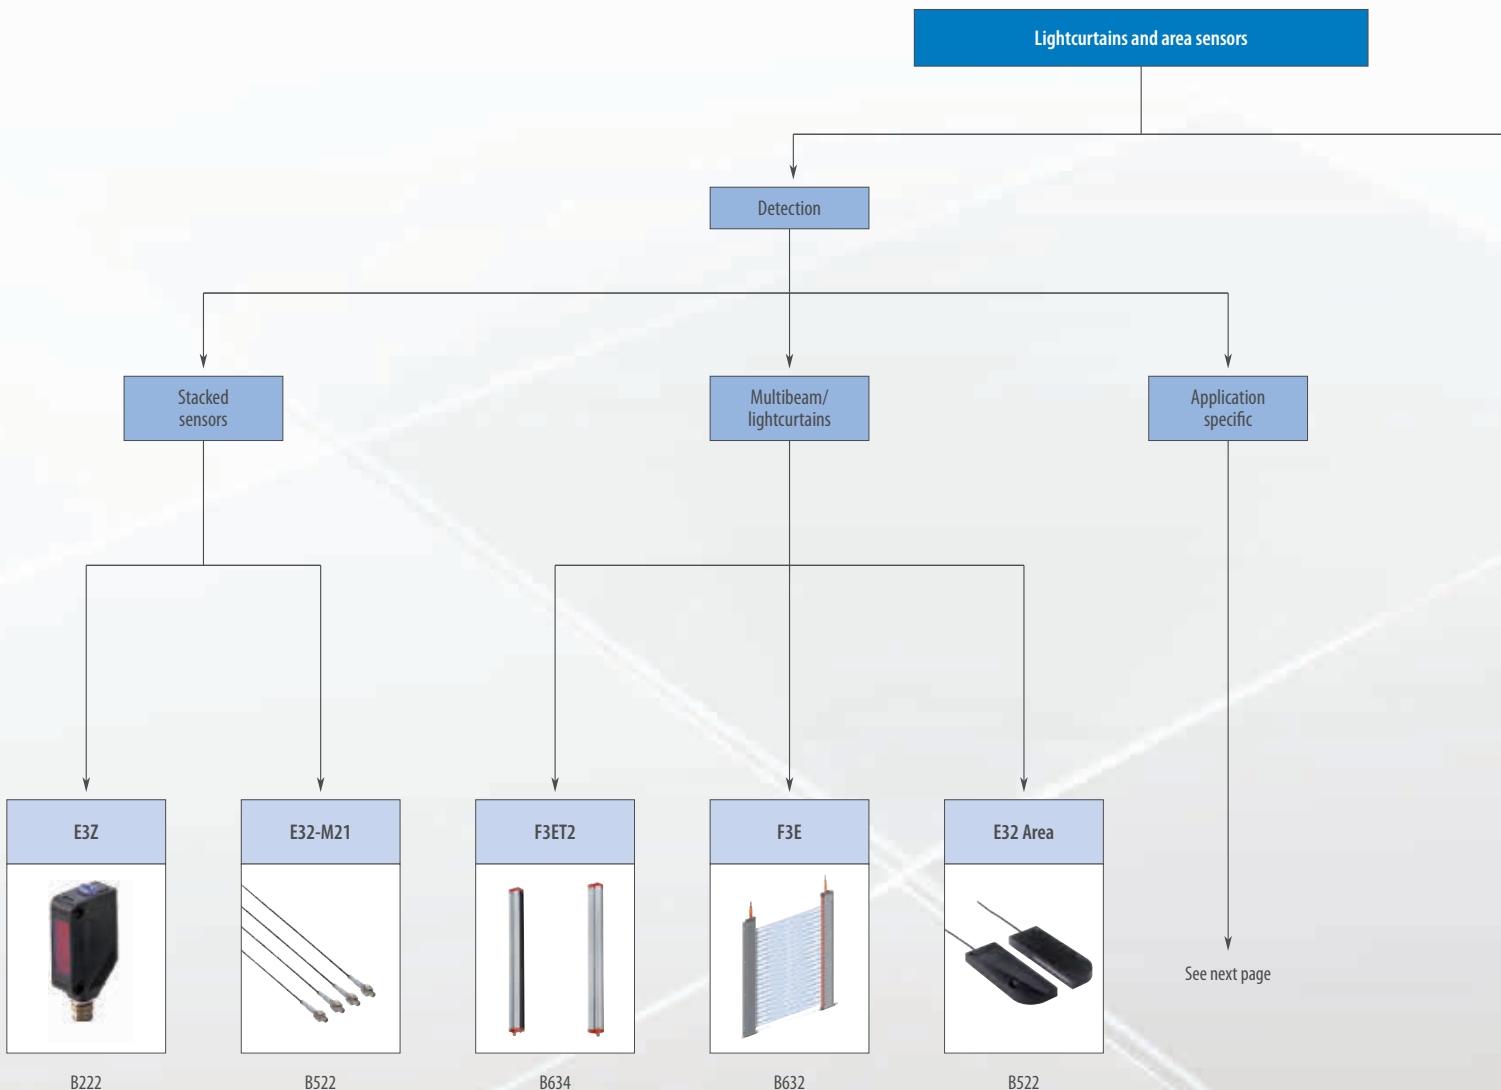 Lightcurtains and area sensors
Detection
Stacked
sensors
Multibeam/
lightcurtains
Application
specific
E3Z
E32-M21
F3ET2
F3E
E32 Area
See next page
B222
B522
B634
B632
B522